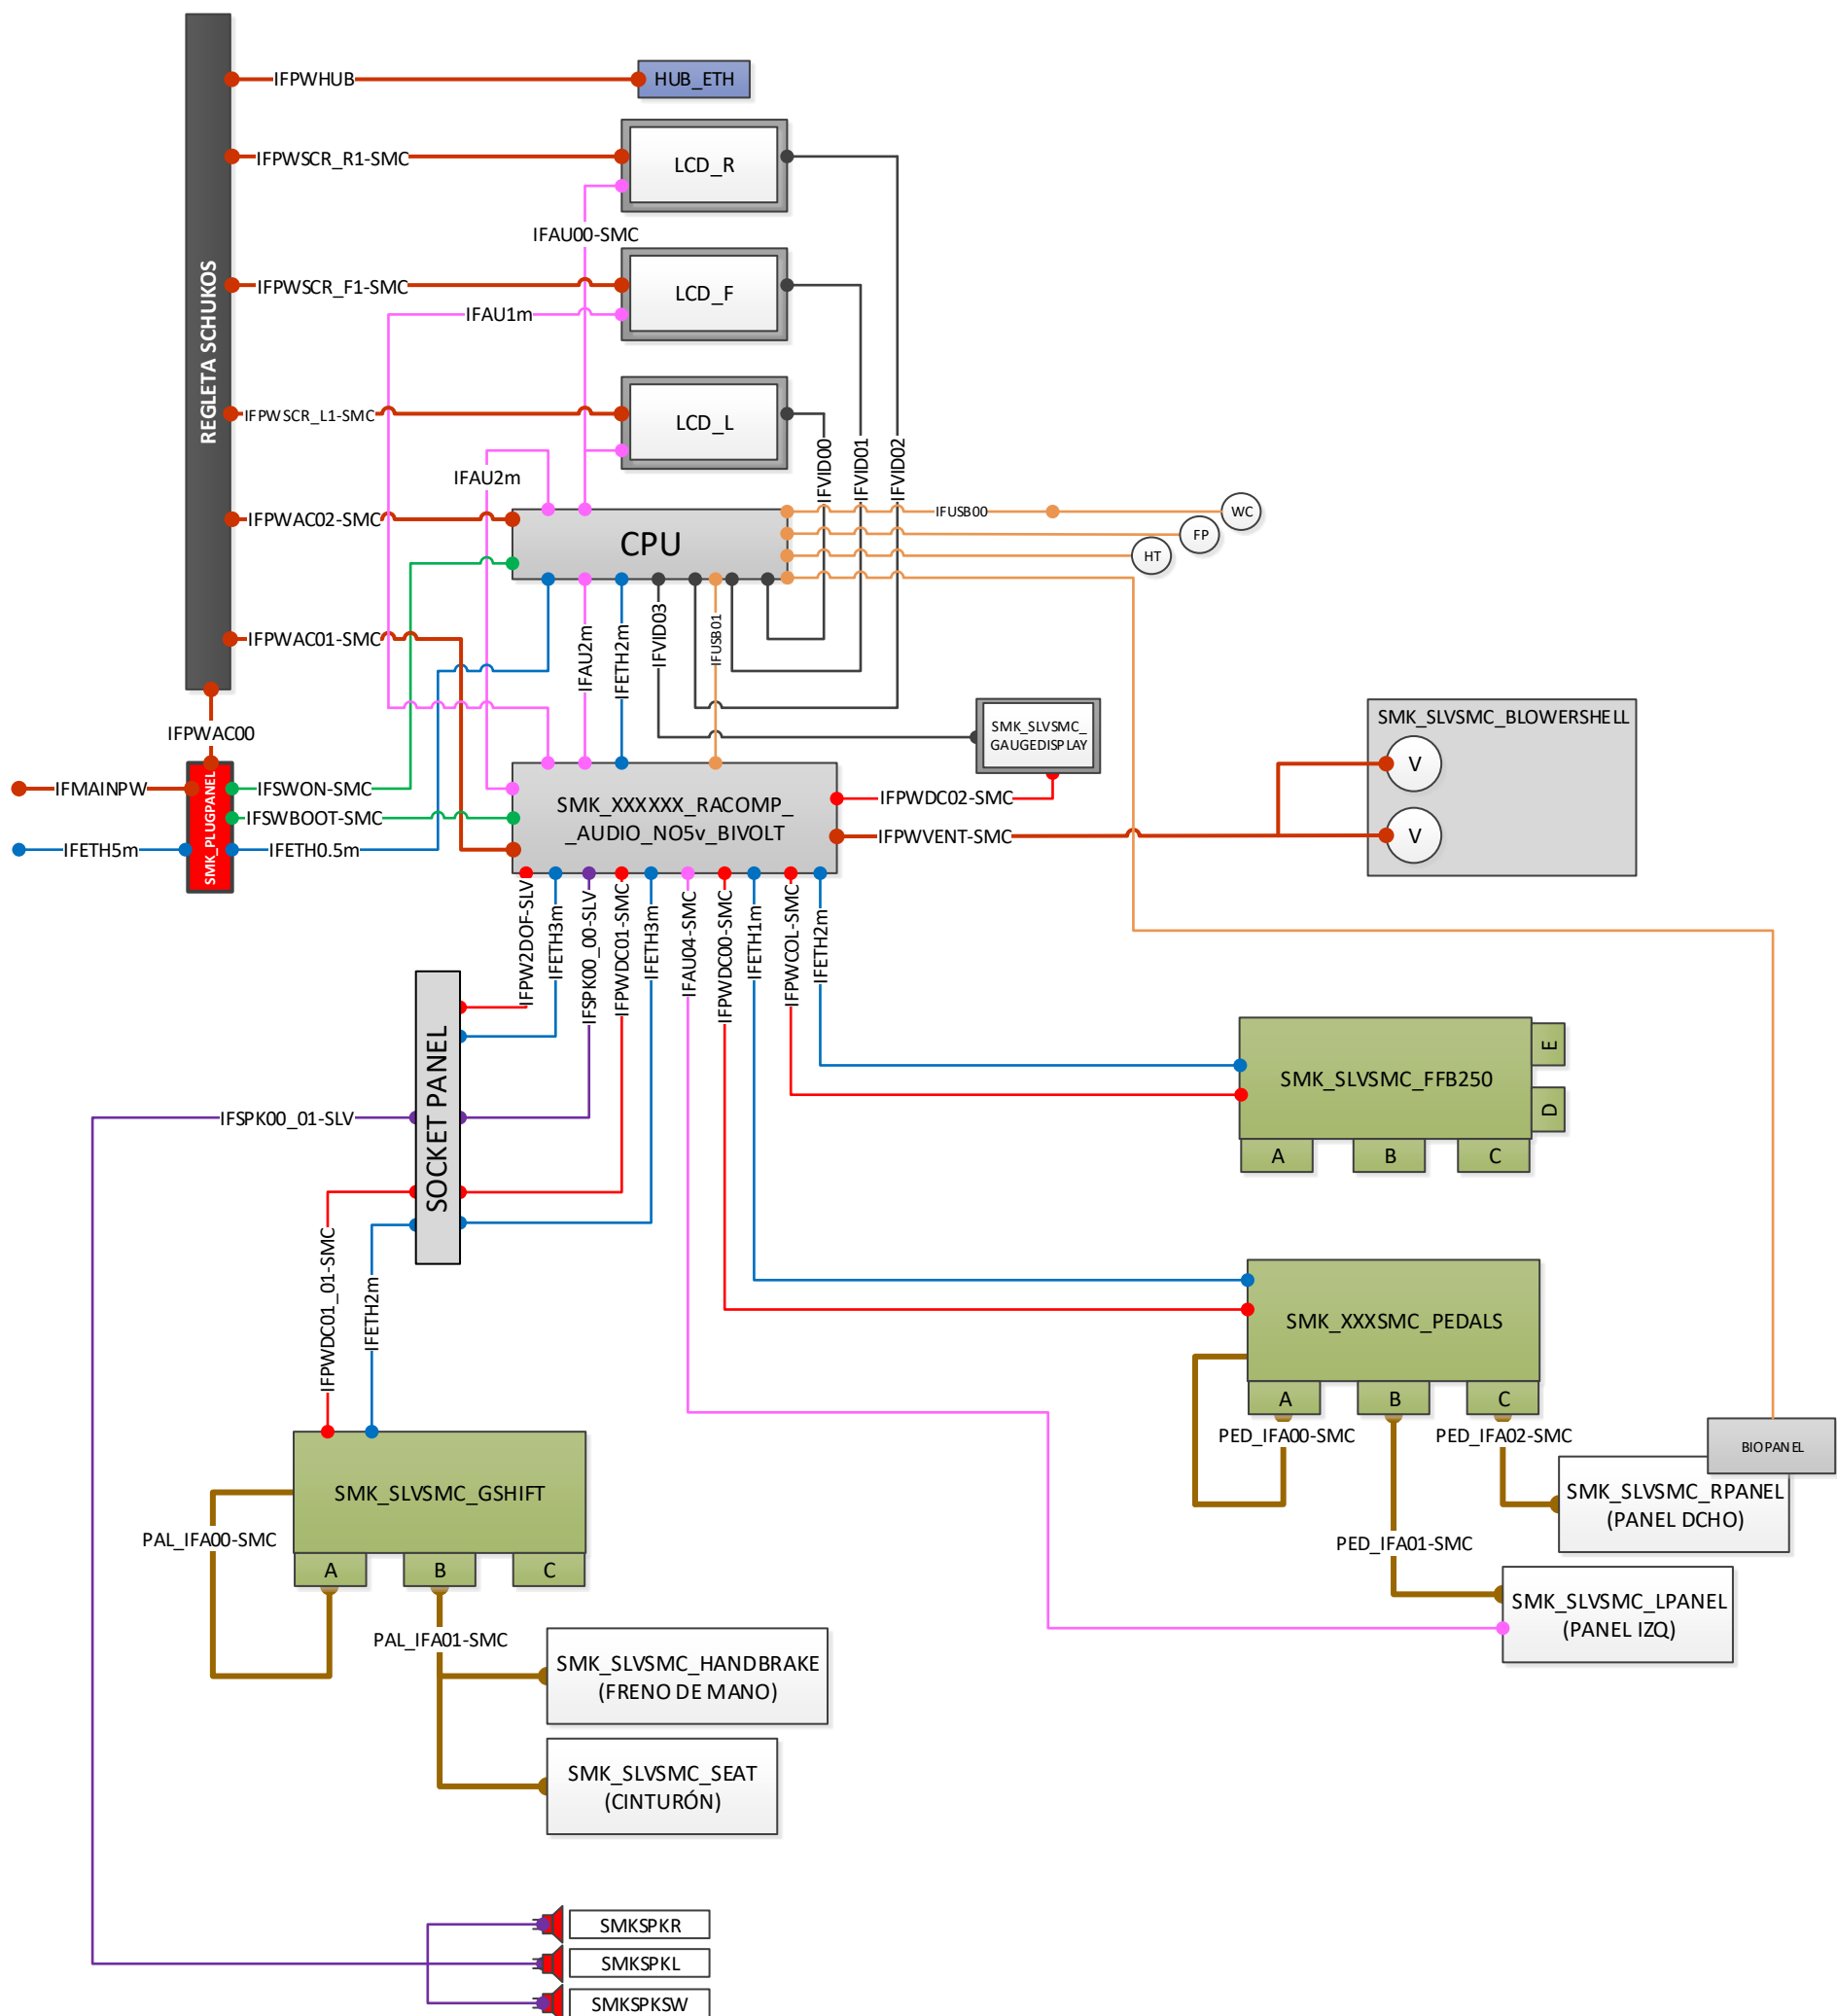 IFPWHUB
HUB_ETH
IFPWSCR_R1-SMC
LCD_R
IFAU00-SMC
REGLETA SCHUKOS
IFPWSCR_F1-SMC
LCD_F
IFAU1m
IFPWSCR_L1-SMC
LCD_L
IFVID00
IFVID01
IFVID02
IFAU2m
IFPWAC02-SMC
CPU
IFUSB00
WC
FP
HT
IFPWAC01-SMC
IFAU2m
IFETH2m
IFVID03
IFUSB01
IFPWAC00
SMK_SLVSMC_
GAUGEDISPLAY
SMK_SLVSMC_BLOWERSHELL
V
V
IFMAINPW
SMK_PLUGPANEL
IFSWON-SMC
IFSWBOOT-SMC
IFETH5m
IFETH0.5m
SMK_XXXXXX_RACOMP_
_AUDIO_NO5v_BIVOLT
IFPWDC02-SMC
IFPWVENT-SMC
IFPW2DOF-SLV
IFETH3m
IFSPK00_00-SLV
IFPWDC01-SMC
IFETH3m
IFAU04-SMC
IFPWDC00-SMC
IFETH1m
IFPWCOL-SMC
IFETH2m
SOCKET PANEL
IFSPK00_01-SLV
SMK_SLVSMC_FFB250
E
D
A
B
C
IFPWDC01_01-SMC
IFETH2m
SMK_XXXSMC_PEDALS
A
B
C
PED_IFA00-SMC
PED_IFA02-SMC
BIOPANEL
SMK_SLVSMC_RPANEL
(PANEL DCHO)
PED_IFA01-SMC
SMK_SLVSMC_LPANEL
(PANEL IZQ)
SMK_SLVSMC_GSHIFT
PAL_IFA00-SMC
A
B
C
PAL_IFA01-SMC
SMK_SLVSMC_HANDBRAKE
(FRENO DE MANO)
SMK_SLVSMC_SEAT
(CINTURÓN)
SMKSPKR
SMKSPKL
SMKSPKSW